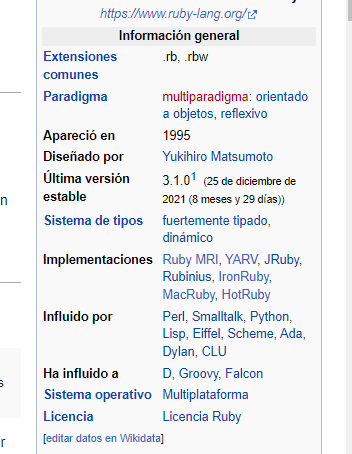 https://www.ruby-lang.org/
Información general
Extensiones comunes .rb, .rbw
Paradigma multiparadigma: orientado
a objetos, reflexivo
Apareció en 1995
Diseñado por Yukihiro Matsumoto
Última versión estable 3.1.0¹ (25 de diciembre de
2021 (8 meses y 29 días))
Sistema de tipos fuertemente tipado,
dinámico
Implementaciones Ruby MRI, YARV, JRuby,
Rubinius, IronRuby,
MacRuby, HotRuby
Influido por Perl, Smalltalk, Python,
Lisp, Eiffel, Scheme, Ada,
Dylan, CLU
Ha influido a D, Groovy, Falcon
Sistema operativo Multiplataforma
Licencia Licencia Ruby
[editar datos en Wikidata]